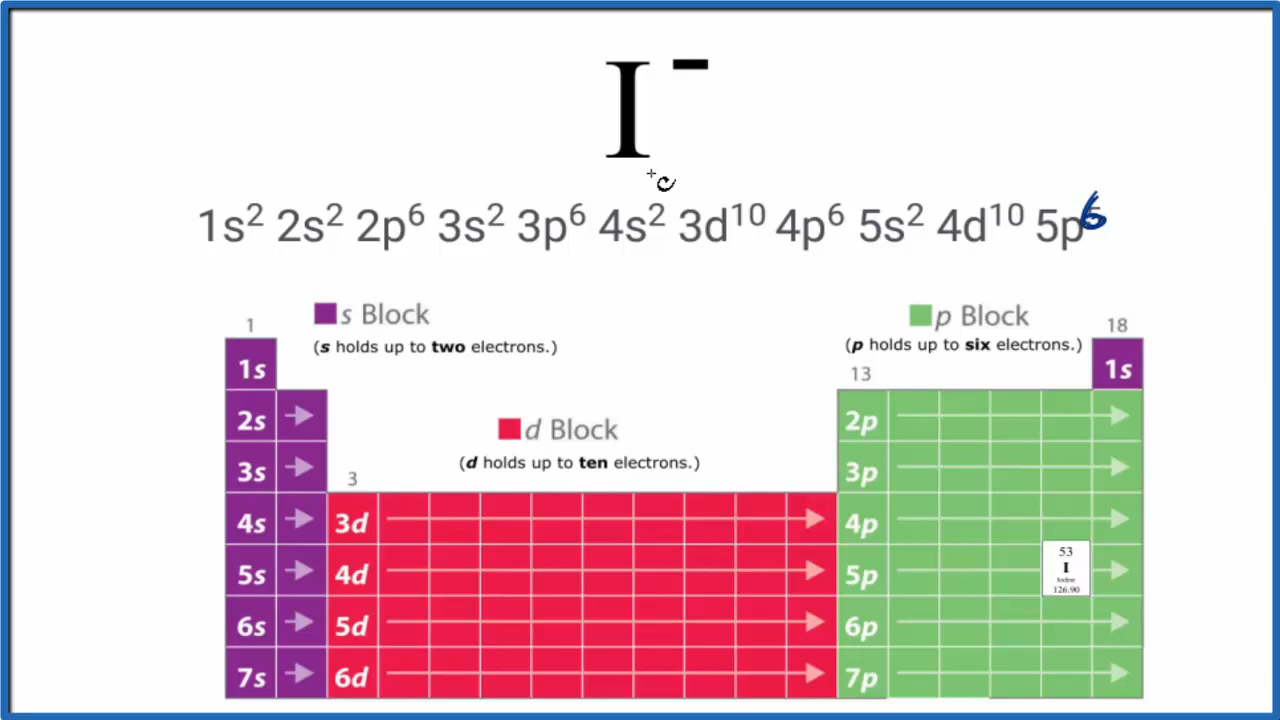 I⁻
1s² 2s² 2p⁶ 3s² 3p⁶ 4s² 3d¹⁰ 4p⁶ 5s² 4d¹⁰ 5p⁶
1 s Block p Block 18
(s holds up to two electrons.) (p holds up to six electrons.)
1s 13 1s
2s 2p
d Block
(d holds up to ten electrons.)
3s 3 3p
4s 3d 4p
5s 4d 5p
53
I
Iodine
126.90
6s 5d 6p
7s 6d 7p